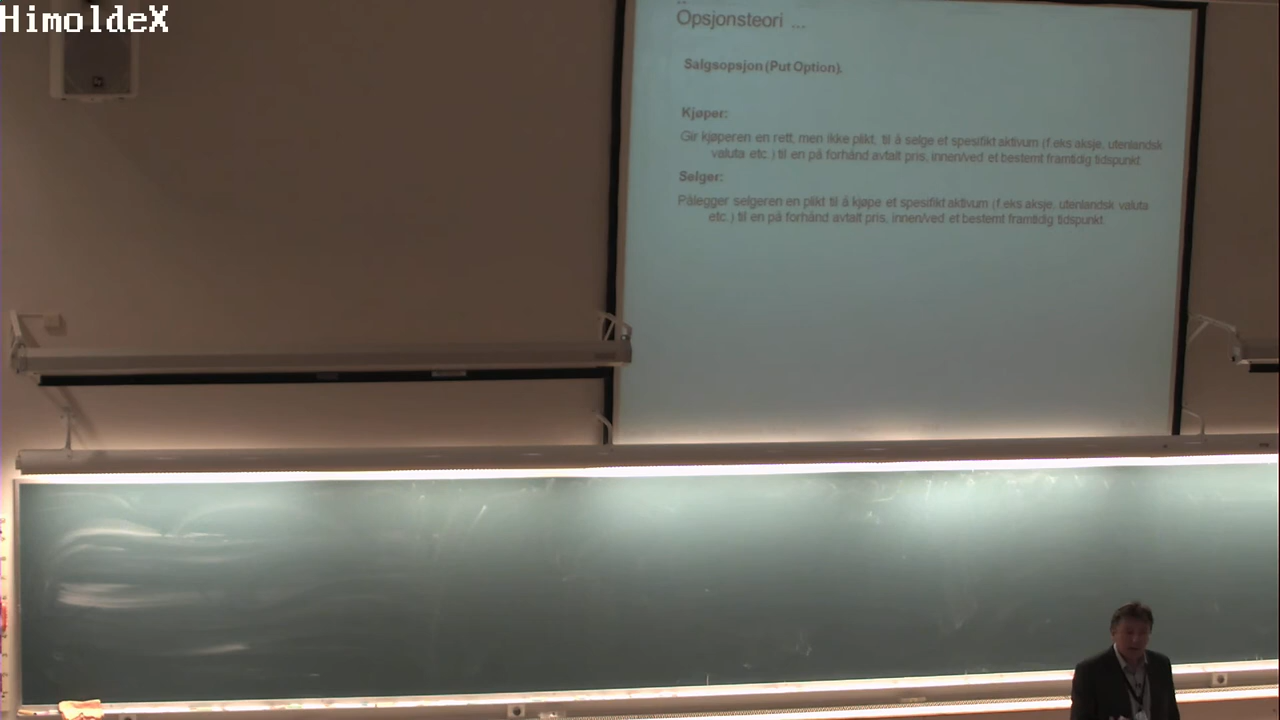 HimoldeX
Opsjonsteori ...
Salgsopsjon (Put Option).
Kjøper:
Gir kjøperen en rett, men ikke plikt, til å selge et spesifikt aktivum (f.eks aksje, utenlandsk
valuta etc.) til en på forhånd avtalt pris, innen/ved et bestemt framtidig tidspunkt
Selger:
Pålegger selgeren en plikt til å kjøpe et spesifikt aktivum (f.eks aksje, utenlandsk valuta
etc.) til en på forhånd avtalt pris, innen/ved et bestemt framtidig tidspunkt